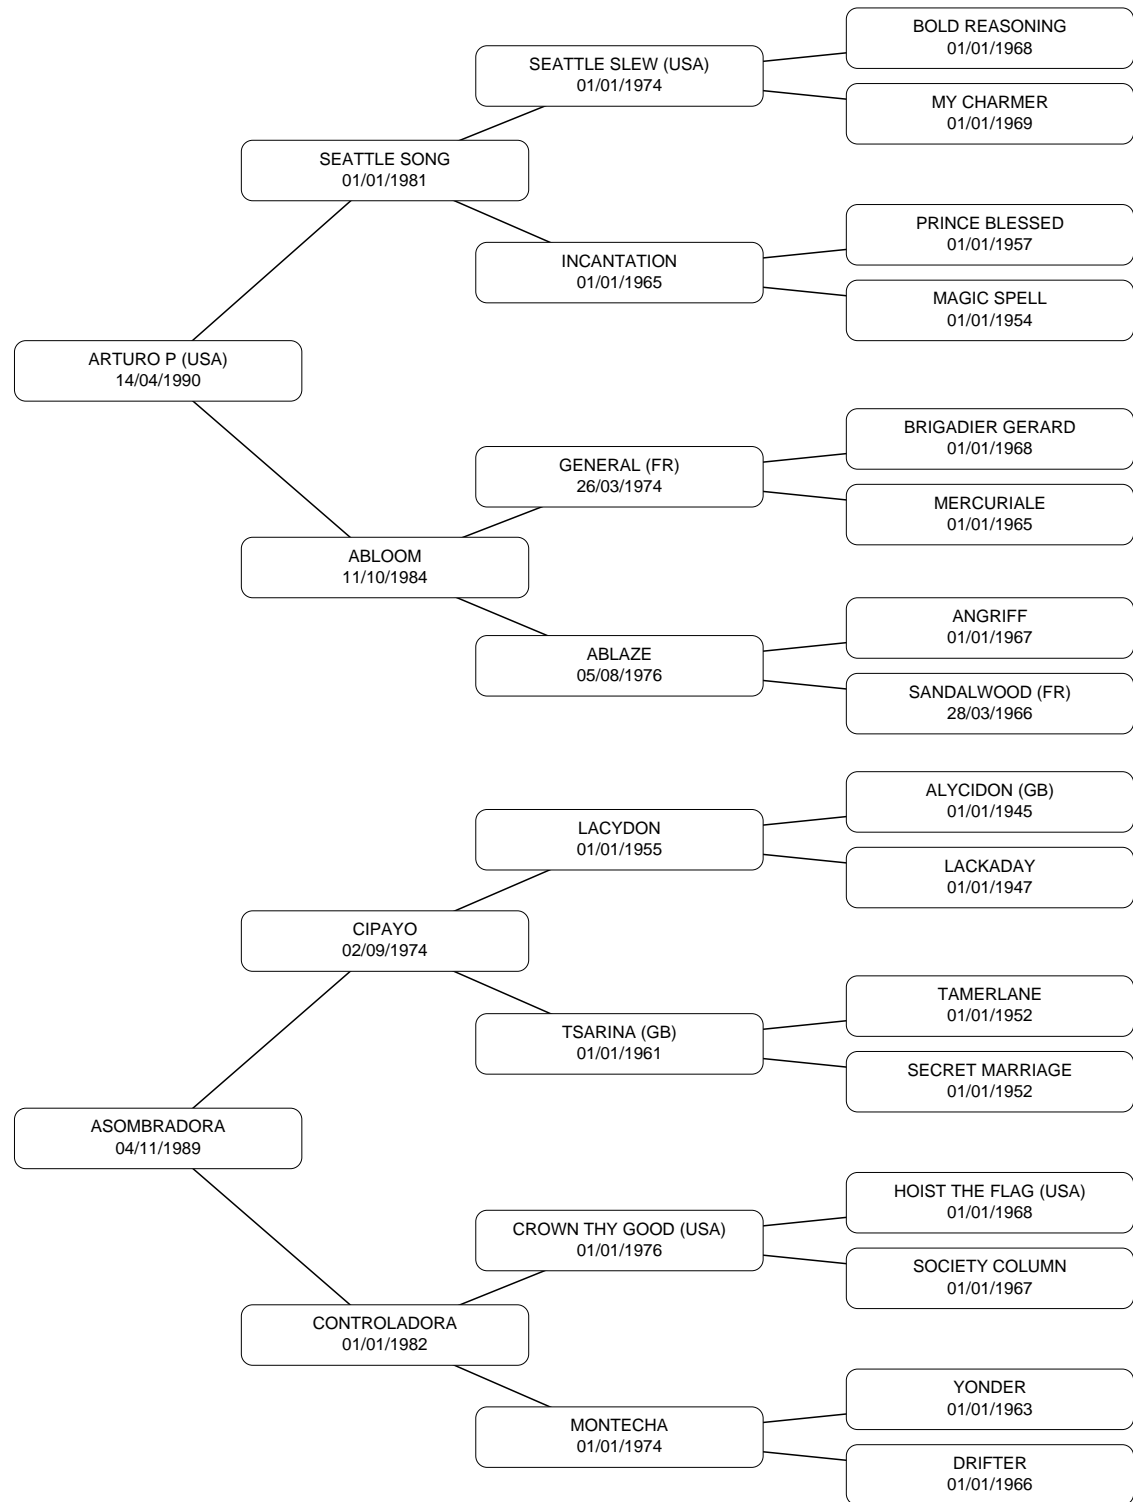 BOLD REASONING
01/01/1968
SEATTLE SLEW (USA)
01/01/1974
MY CHARMER
01/01/1969
SEATTLE SONG
01/01/1981
PRINCE BLESSED
01/01/1957
INCANTATION
01/01/1965
MAGIC SPELL
01/01/1954
ARTURO P (USA)
14/04/1990
BRIGADIER GERARD
01/01/1968
GENERAL (FR)
26/03/1974
MERCURIALE
01/01/1965
ABLOOM
11/10/1984
ANGRIFF
01/01/1967
ABLAZE
05/08/1976
SANDALWOOD (FR)
28/03/1966
ALYCIDON (GB)
01/01/1945
LACYDON
01/01/1955
LACKADAY
01/01/1947
CIPAYO
02/09/1974
TAMERLANE
01/01/1952
TSARINA (GB)
01/01/1961
SECRET MARRIAGE
01/01/1952
ASOMBRADORA
04/11/1989
HOIST THE FLAG (USA)
01/01/1968
CROWN THY GOOD (USA)
01/01/1976
SOCIETY COLUMN
01/01/1967
CONTROLADORA
01/01/1982
YONDER
01/01/1963
MONTECHA
01/01/1974
DRIFTER
01/01/1966